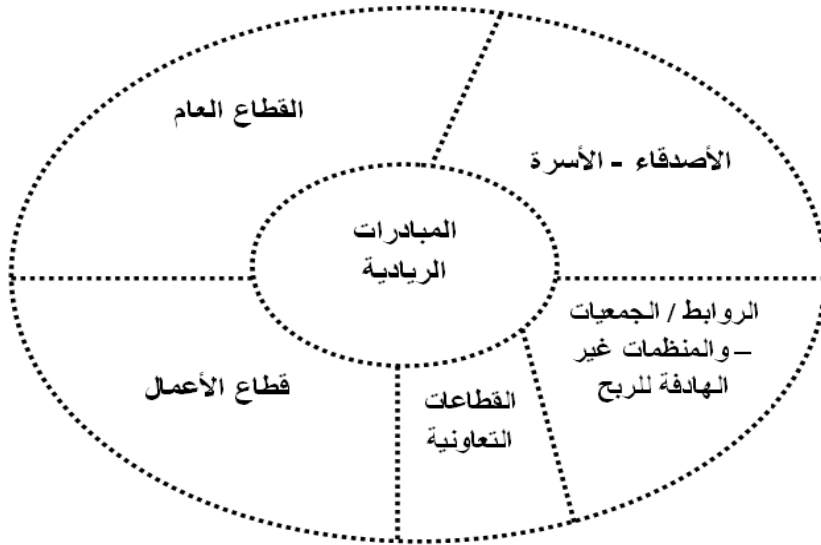 القطاع العام
الأصدقاء - الأسرة
المبادرات
الريادية
الروابط / الجمعيات
– والمنظمات غير
الهادفة للربح
القطاعات
التعاونية
قطاع الأعمال